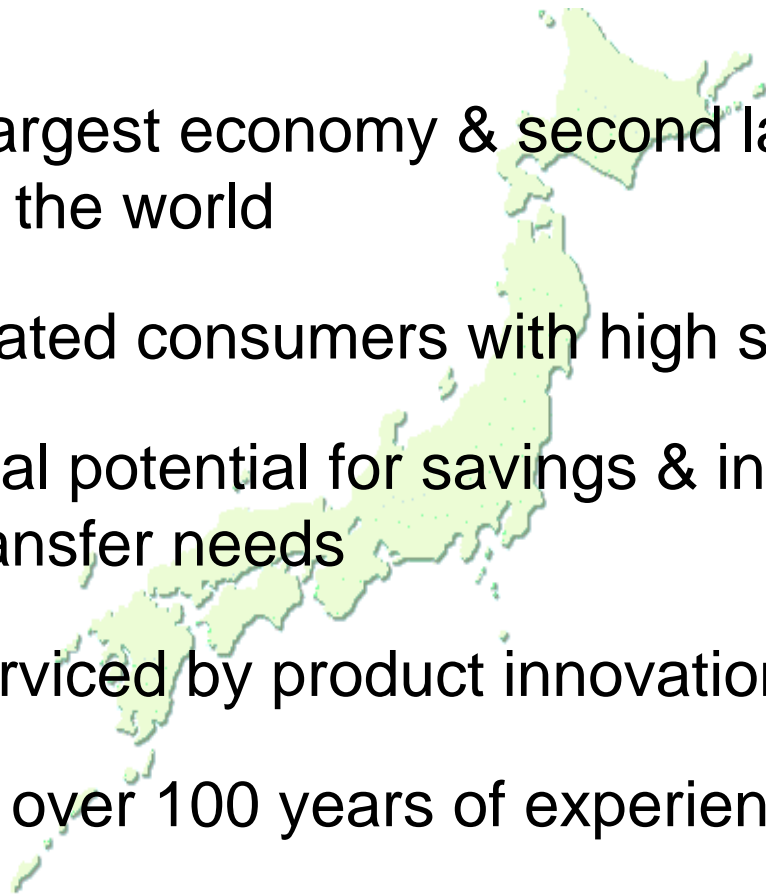 argest economy & second la
the world
ated consumers with high s
al potential for savings & in
ansfer needs
rviced by product innovation
over 100 years of experien